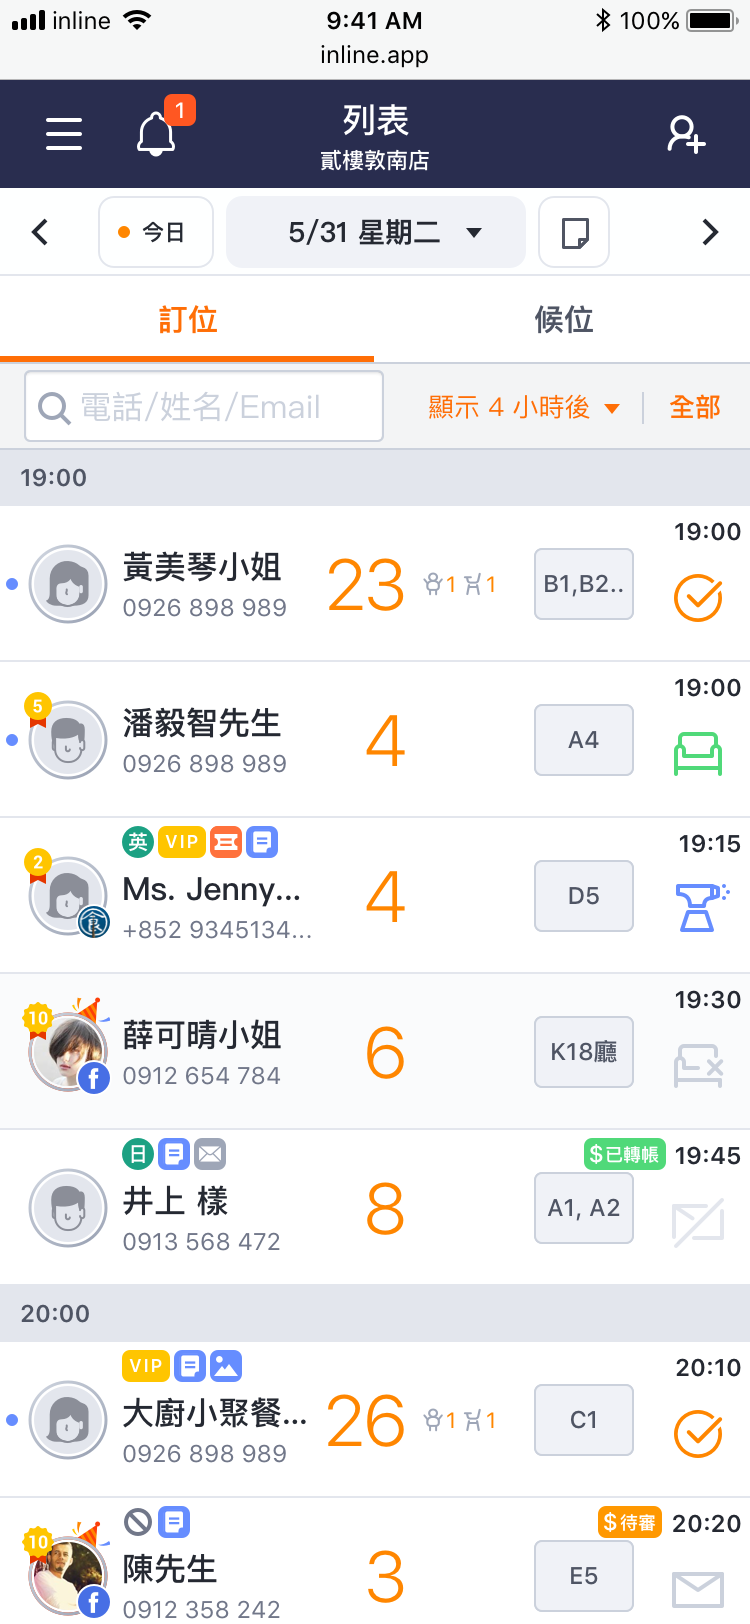 inline 9:41 AM 100%
inline.app
1
列表
貳樓敦南店
今日 5/31 星期二
訂位 候位
電話/姓名/Email 顯示 4 小時後 全部
19:00
19:00
黃美琴小姐 23 1 1 B1,B2..
0926 898 989
19:00
5
潘毅智先生 4 A4
0926 898 989
英 VIP 19:15
2
Ms. Jenny... 4 D5
+852 9345134...
19:30
10
薛可晴小姐 6 K18廳
0912 654 784
日 $已轉帳 19:45
井上 樣 8 A1, A2
0913 568 472
20:00
VIP 20:10
大廚小聚餐... 26 1 1 C1
0926 898 989
$待審 20:20
10
陳先生 3 E5
0912 358 242